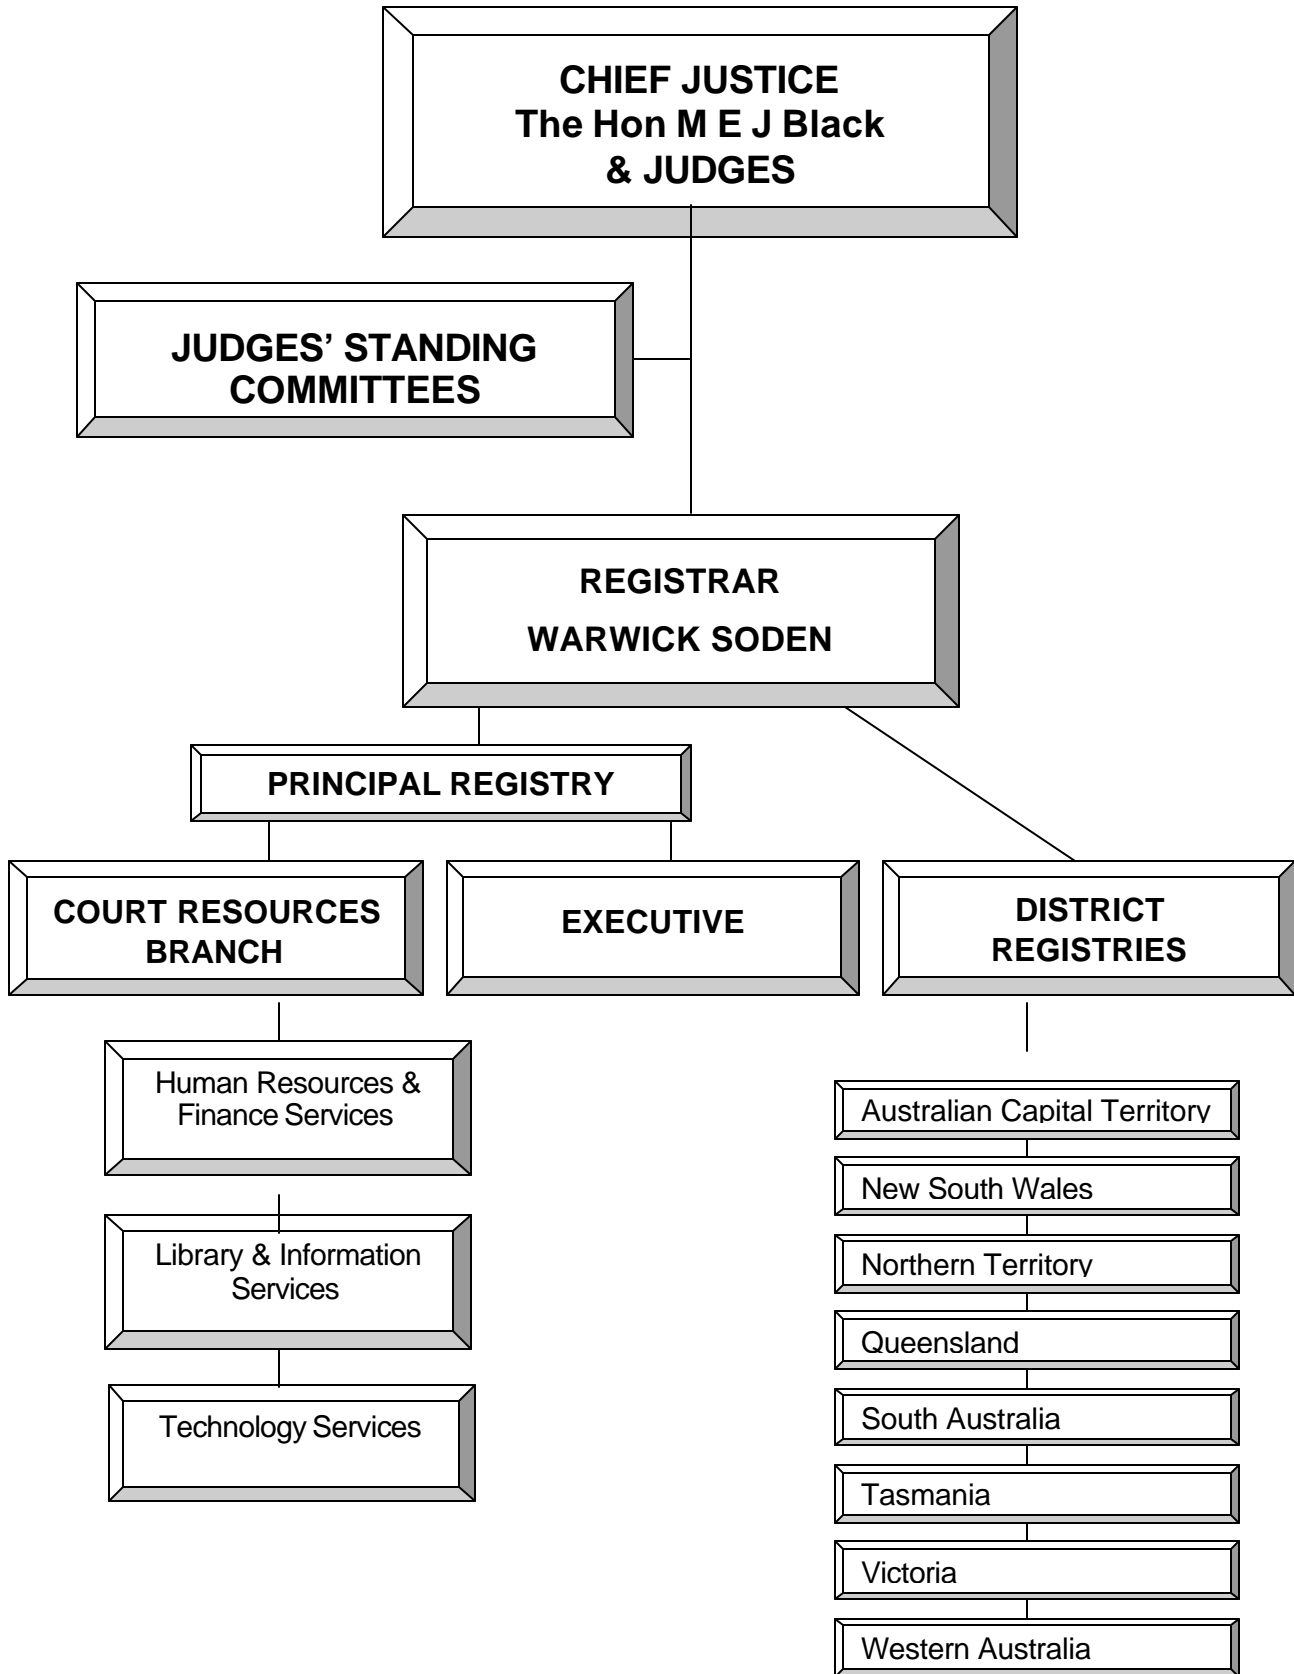 CHIEF JUSTICE
The Hon M E J Black
& JUDGES
JUDGES’ STANDING
COMMITTEES
REGISTRAR
WARWICK SODEN
PRINCIPAL REGISTRY
COURT RESOURCES
BRANCH
EXECUTIVE
DISTRICT
REGISTRIES
Human Resources &
Finance Services
Library & Information
Services
Technology Services
Australian Capital Territory
New South Wales
Northern Territory
Queensland
South Australia
Tasmania
Victoria
Western Australia